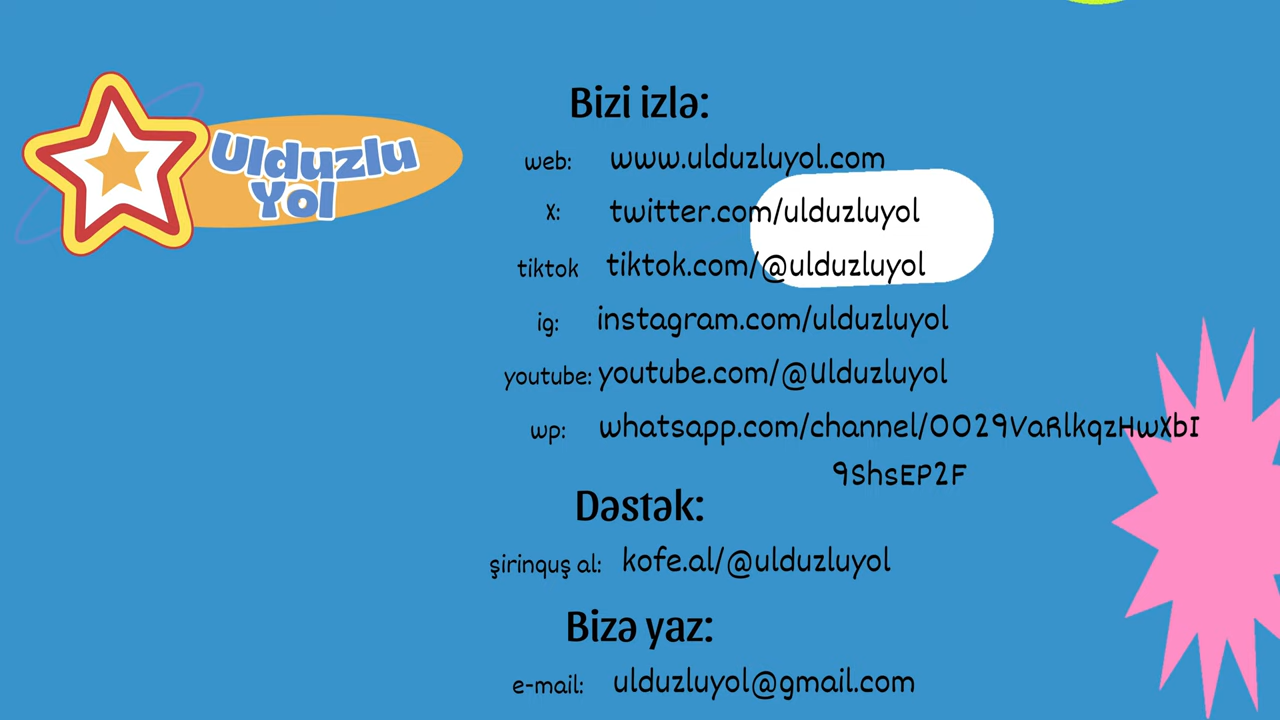 Ulduzlu
Yol
Bizi izlə:
web: www.ulduzluyol.com
X: twitter.com/ulduzluyol
tiktok tiktok.com/@ulduzluyol
ig: instagram.com/ulduzluyol
youtube: youtube.com/@Ulduzluyol
wp: whatsapp.com/channel/0029VaRlkqzHwXbI
9ShsEP2F
Dəstək:
şirinquş al: kofe.al/@ulduzluyol
Bizə yaz:
e-mail: ulduzluyol@gmail.com